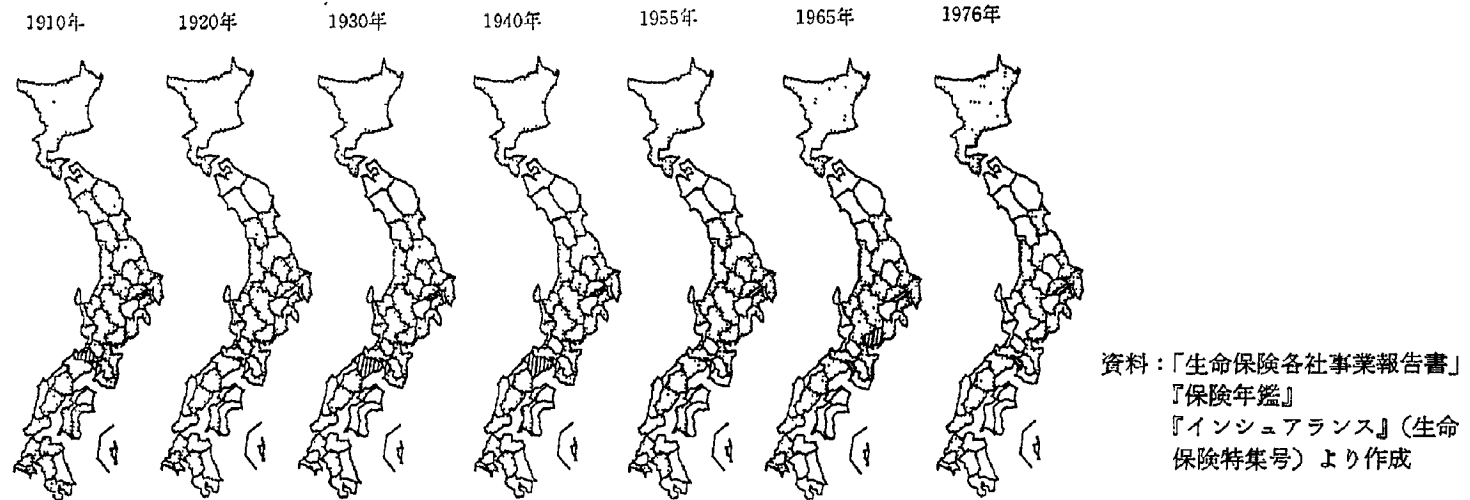 1910年
1920年
1930年
1940年
1955年
1965年
1976年
資料：「生命保険各社事業報告書」
『保険年鑑』
『インシュアランス』（生命
保険特集号）より作成